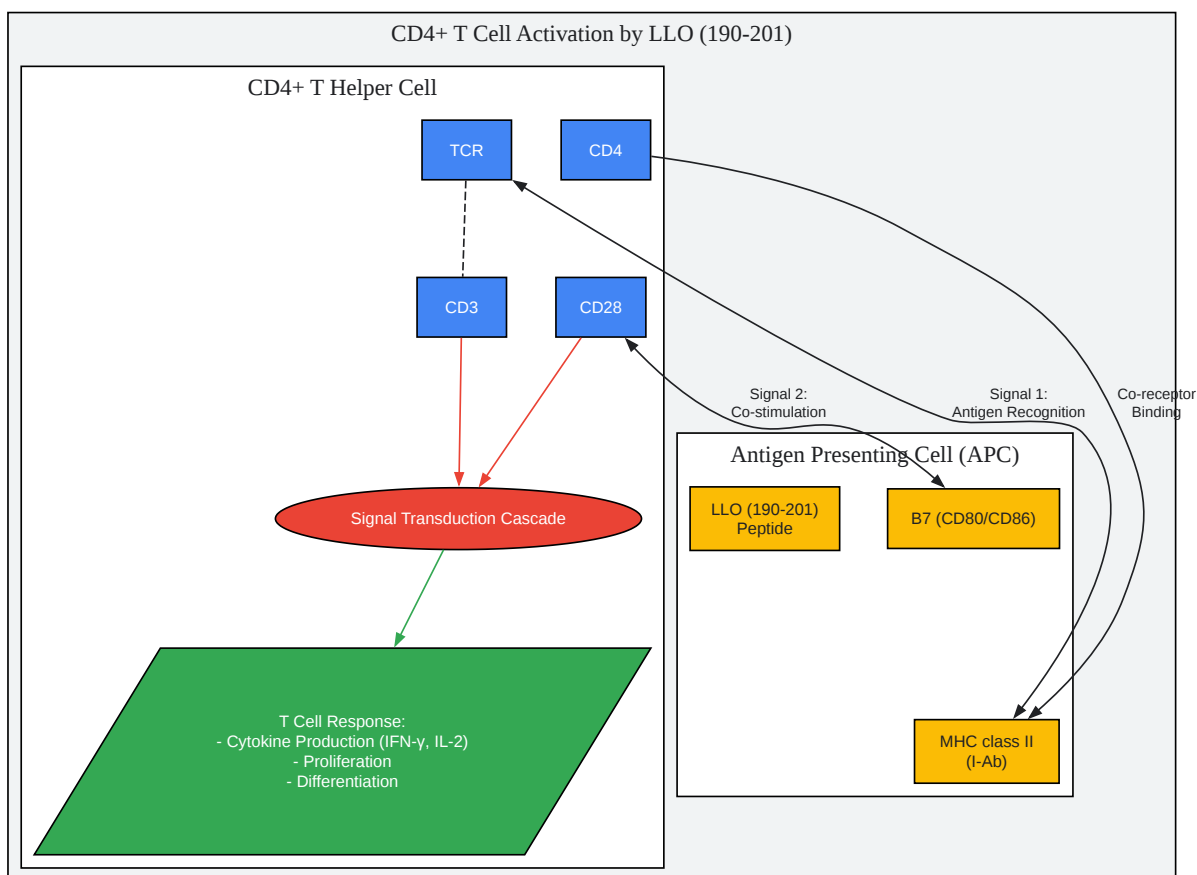 CD4+ T Cell Activation by LLO (190-201)
CD4+ T Helper Cell
TCR
CD4
CD3
CD28
Signal 2:
Co-stimulation
Signal 1:
Antigen Recognition
Co-receptor
Binding
Antigen Presenting Cell (APC)
LLO (190-201)
Peptide
B7 (CD80/CD86)
Signal Transduction Cascade
MHC class II
(I-Ab)
T Cell Response:
- Cytokine Production (IFN-γ, IL-2)
- Proliferation
- Differentiation